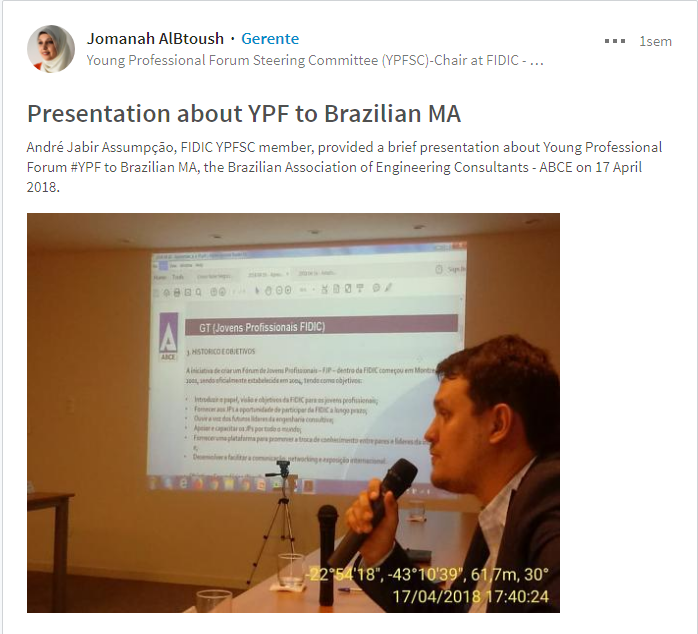 Jomanah AlBtoush · Gerente
... 1sem
Young Professional Forum Steering Committee (YPFSC)-Chair at FIDIC - ...
Presentation about YPF to Brazilian MA
André Jabir Assumpção, FIDIC YPFSC member, provided a brief presentation about Young Professional
Forum #YPF to Brazilian MA, the Brazilian Association of Engineering Consultants - ABCE on 17 April
2018.
ABCE
GT (Jovens Profissionais FIDIC)
HISTÓRICO E OBJETIVOS
A iniciativa de criar um Fórum de Jovens Profissionais - FJP - dentro da FIDIC começou em
2002, sendo oficialmente estabelecida em 2004, tendo como objetivos:
Introduzir o papel, visão e objetivos da FIDIC para os jovens profissionais;
Fornecer aos JPs a oportunidade de participar da FIDIC a longo prazo;
Ouvir a voz dos futuros líderes da engenharia consultiva;
Apoiar e capacitar os JPs por todo o mundo;
Fornecer uma plataforma para promover a troca de conhecimento entre pares e líderes da
e;
Desenvolver e facilitar a comunicação, networking e exposição internacional.
-22°54'18", -43°10'39", 61,7m, 30°
17/04/2018 17:40:24